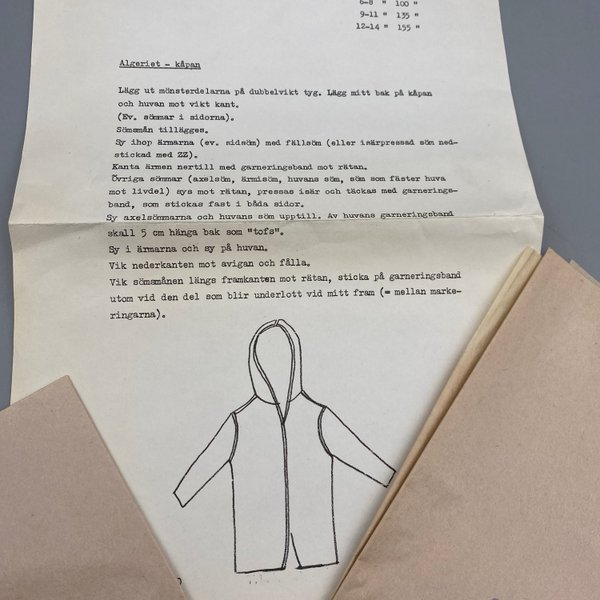 6-8 " 100 "
9-11 " 135 "
12-14 " 155 "
Algeriet - kåpan
Lägg ut mönsterdelarna på dubbelvikt tyg. Lägg mitt bak på kåpan
och huvan mot vikt kant.
(Ev. sömmar i sidorna).
Sömsmån tillägges.
Sy ihop ärmarna (ev. sidsöm) med fällsöm (eller isärpressad söm ned-
stickad med ZZ).
Kanta ärmen nertill med garneringsband mot rätan.
Övriga sömmar (axelsöm, ärmisöm, huvans söm, söm som fäster huva
mot livdel) sys mot rätan, pressas isär och täckas med garnerings-
band, som stickas fast i båda sidor.
Sy axelsömmarna och huvans söm upptill. Av huvans garneringsband
skall 5 cm hänga bak som "tofs".
Sy i ärmarna och sy på huvan.
Vik nederkanten mot avigan och fålla.
Vik sömsmånen längs framkanten mot rätan, sticka på garneringsband
utom vid den del som blir underlott vid mitt fram (= mellan marke-
ringarna).